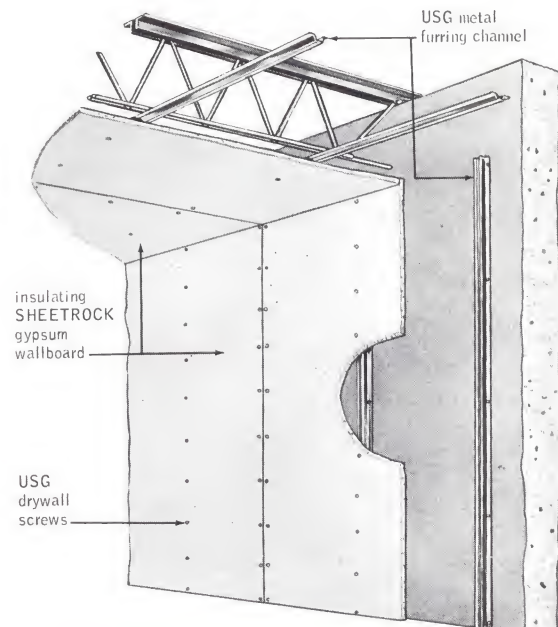 USG metal
furring channel
insulating
SHEETROCK
gypsum
wallboard
USG
drywall
screws